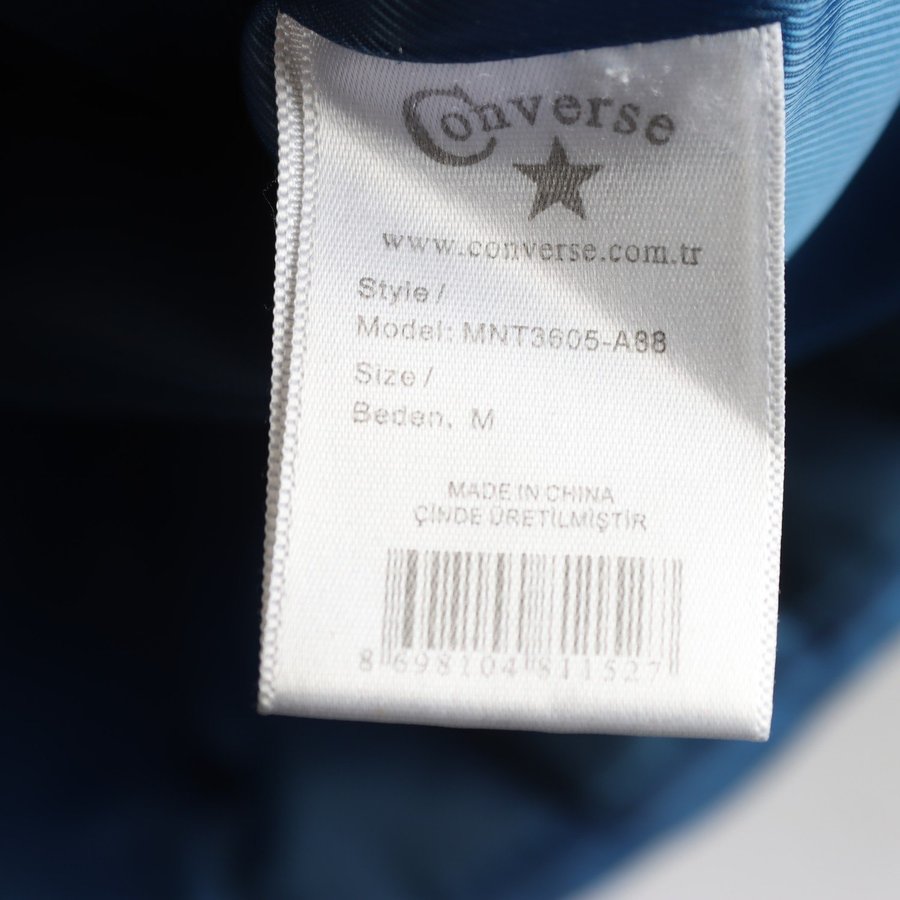 Converse
www.converse.com.tr
Style /
Model: MNT3605-A88
Size /
Beden. M
MADE IN CHINA
ÇİNDE ÜRETİLMİŞTİR
8 698104 811527